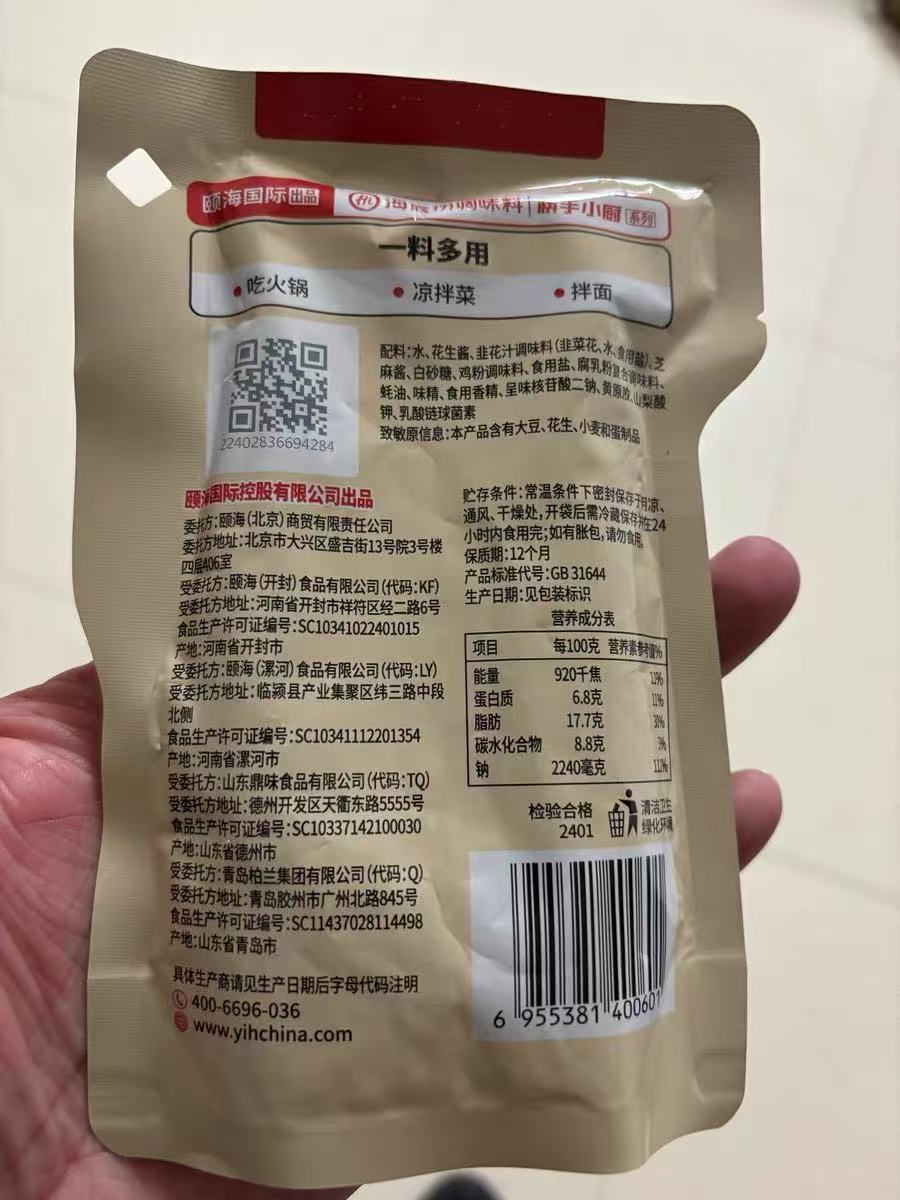 颐海国际 出品 海底捞调味料 | 快手小厨 系列
一料多用
• 吃火锅 • 凉拌菜 • 拌面
22402836694284
配料:水、花生酱、韭花汁调味料(韭菜花、水、食用盐)、芝
麻酱、白砂糖、鸡粉调味料、食用盐、腐乳粉复合调味料、
蚝油、味精、食用香精、呈味核苷酸二钠、黄原胶、山梨酸
钾、乳酸链球菌素
致敏原信息:本产品含有大豆、花生、小麦和蛋制品
颐海国际控股有限公司出品
委托方:颐海(北京)商贸有限责任公司
委托方地址:北京市大兴区盛吉街13号院3号楼
四层406室
受委托方:颐海(开封)食品有限公司(代码:KF)
受委托方地址:河南省开封市祥符区经二路6号
食品生产许可证编号:SC10341022401015
产地:河南省开封市
受委托方:颐海(漯河)食品有限公司(代码:LY)
受委托方地址:临颍县产业集聚区纬三路中段
北侧
食品生产许可证编号:SC10341112201354
产地:河南省漯河市
受委托方:山东鼎味食品有限公司(代码:TQ)
受委托方地址:德州开发区天衢东路5555号
食品生产许可证编号:SC10337142100030
产地:山东省德州市
受委托方:青岛柏兰集团有限公司(代码:Q)
受委托方地址:青岛胶州市广州北路845号
食品生产许可证编号:SC11437028114498
产地:山东省青岛市
具体生产商请见生产日期后字母代码注明
400-6696-036
www.yihchina.com
贮存条件:常温条件下密封保存于阴凉、
通风、干燥处,开袋后需冷藏保存并在24
小时内食用完;如有胀包,请勿食用。
保质期:12个月
产品标准代号:GB 31644
生产日期:见包装标识
营养成分表
项目 每100克 营养素参考值%
能量 920千焦 11%
蛋白质 6.8克 11%
脂肪 17.7克 30%
碳水化合物 8.8克 3%
钠 2240毫克 112%
检验合格
2401
清洁卫生
绿化环境
6 955381 400601